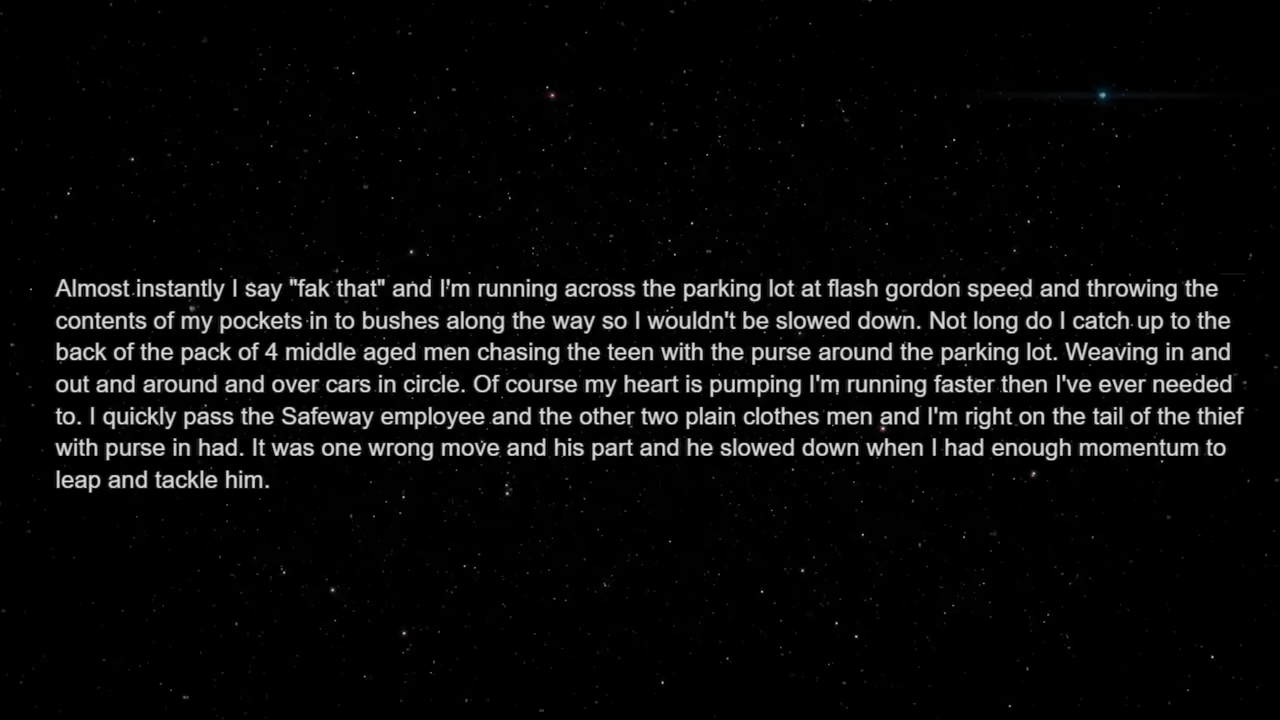 Almost instantly I say "fak that" and I'm running across the parking lot at flash gordon speed and throwing the
contents of my pockets in to bushes along the way so I wouldn't be slowed down. Not long do I catch up to the
back of the pack of 4 middle aged men chasing the teen with the purse around the parking lot. Weaving in and
out and around and over cars in circle. Of course my heart is pumping I'm running faster then I've ever needed
to. I quickly pass the Safeway employee and the other two plain clothes men and I'm right on the tail of the thief
with purse in had. It was one wrong move and his part and he slowed down when I had enough momentum to
leap and tackle him.